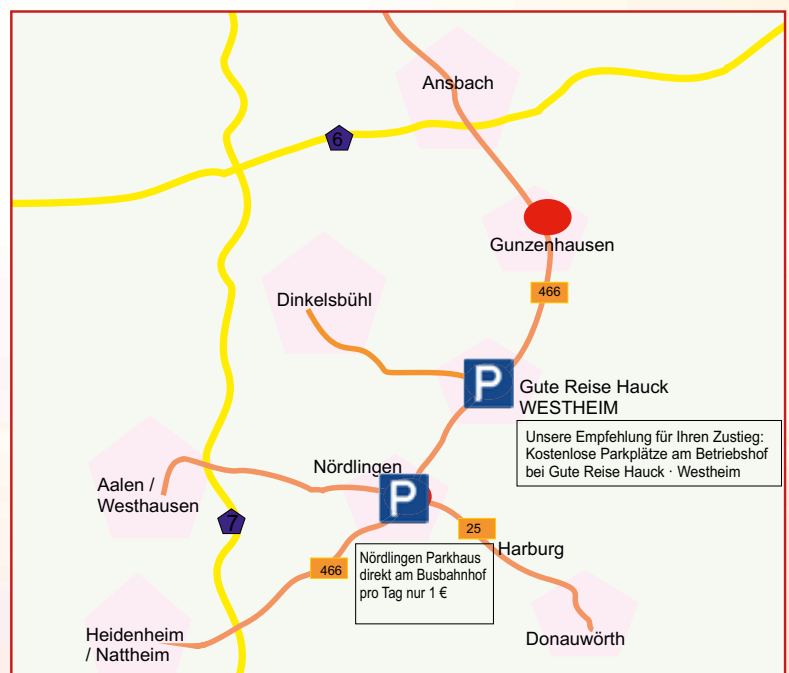 Ansbach
6
Gunzenhausen
466
Dinkelsbühl
P
Gute Reise Hauck
WESTHEIM
Unsere Empfehlung für Ihren Zustieg:
Kostenlose Parkplätze am Betriebshof
bei Gute Reise Hauck · Westheim
Nördlingen
P
Aalen /
Westhausen
7
25
Harburg
466
Nördlingen Parkhaus
direkt am Busbahnhof
pro Tag nur 1 €
Heidenheim
/ Nattheim
Donauwörth